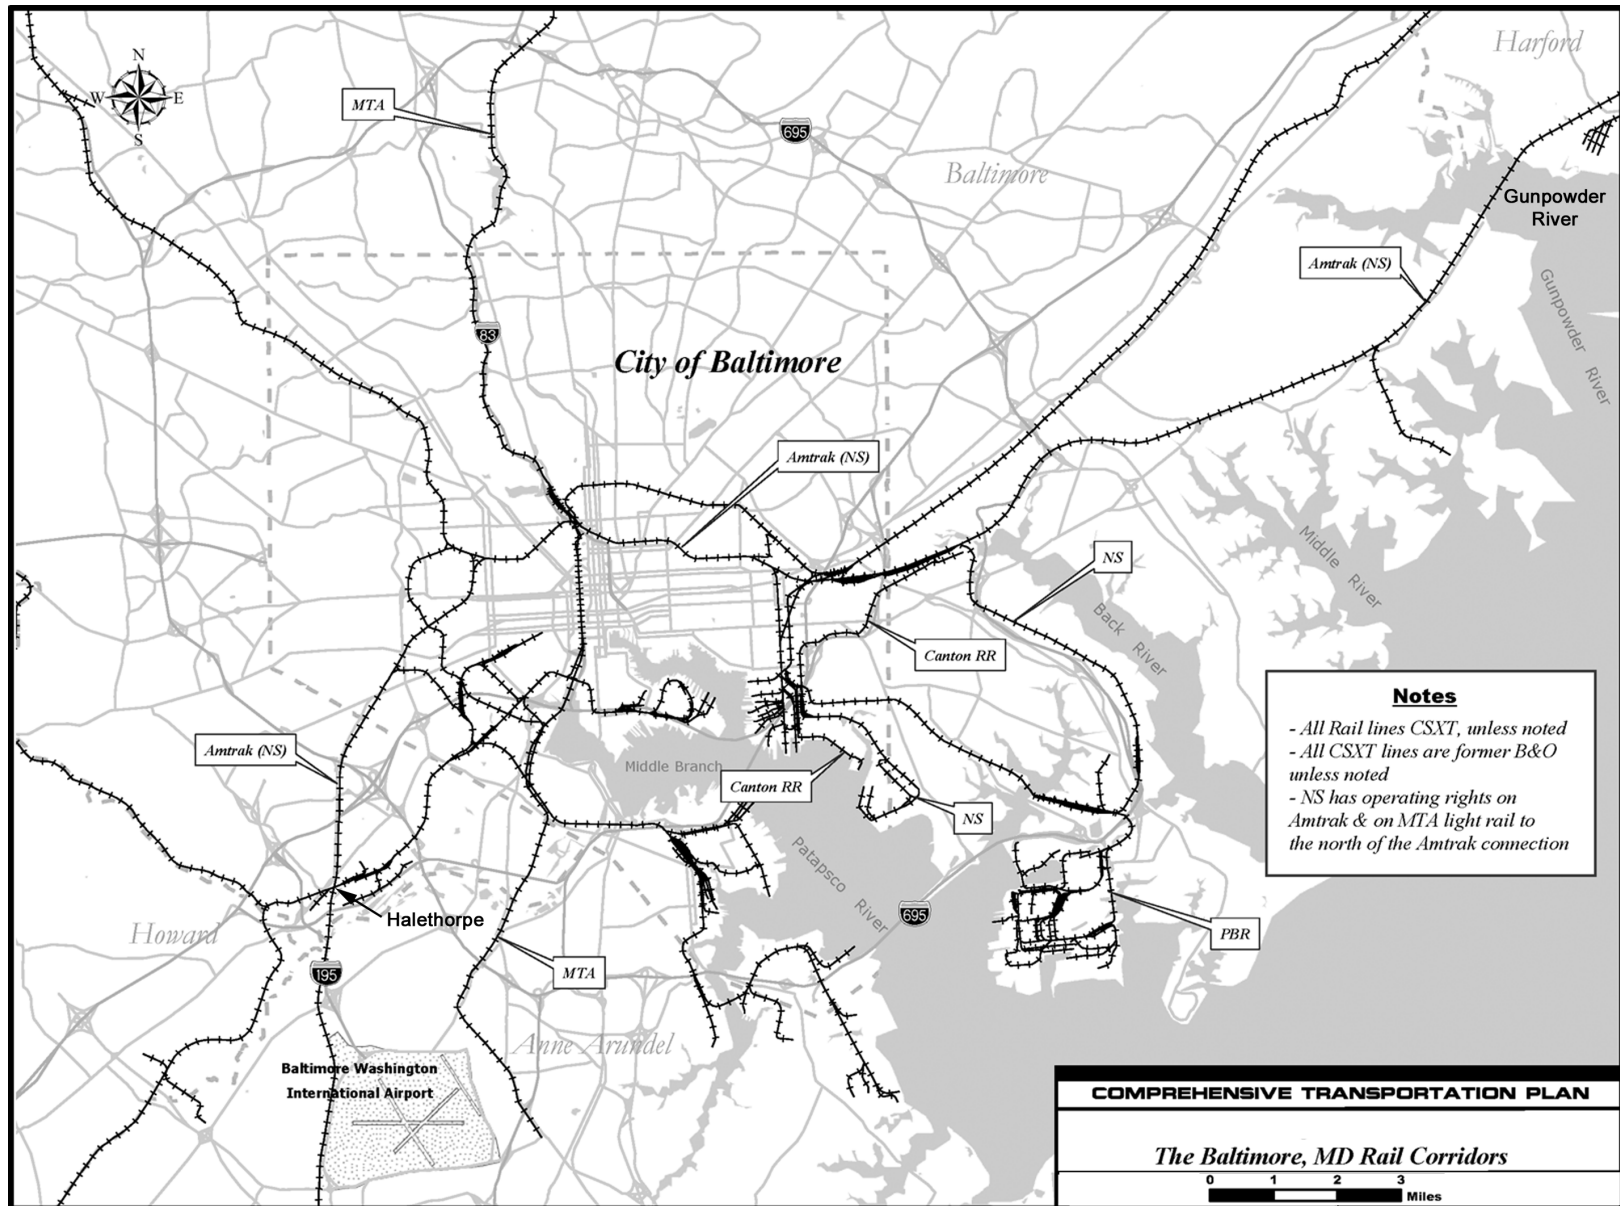 Harford
N
W
E
S
MTA
695
Baltimore
Gunpowder
River
Amtrak (NS)
Gunpowder River
83
City of Baltimore
Amtrak (NS)
Middle River
NS
Back River
Canton RR
Notes
- All Rail lines CSXT, unless noted
- All CSXT lines are former B&O
unless noted
- NS has operating rights on
Amtrak & on MTA light rail to
the north of the Amtrak connection
Amtrak (NS)
Middle Branch
Canton RR
NS
Patapsco River
695
Halethorpe
Howard
PBR
195
MTA
Anne Arundel
Baltimore Washington
International Airport
COMPREHENSIVE TRANSPORTATION PLAN
The Baltimore, MD Rail Corridors
0 1 2 3
Miles